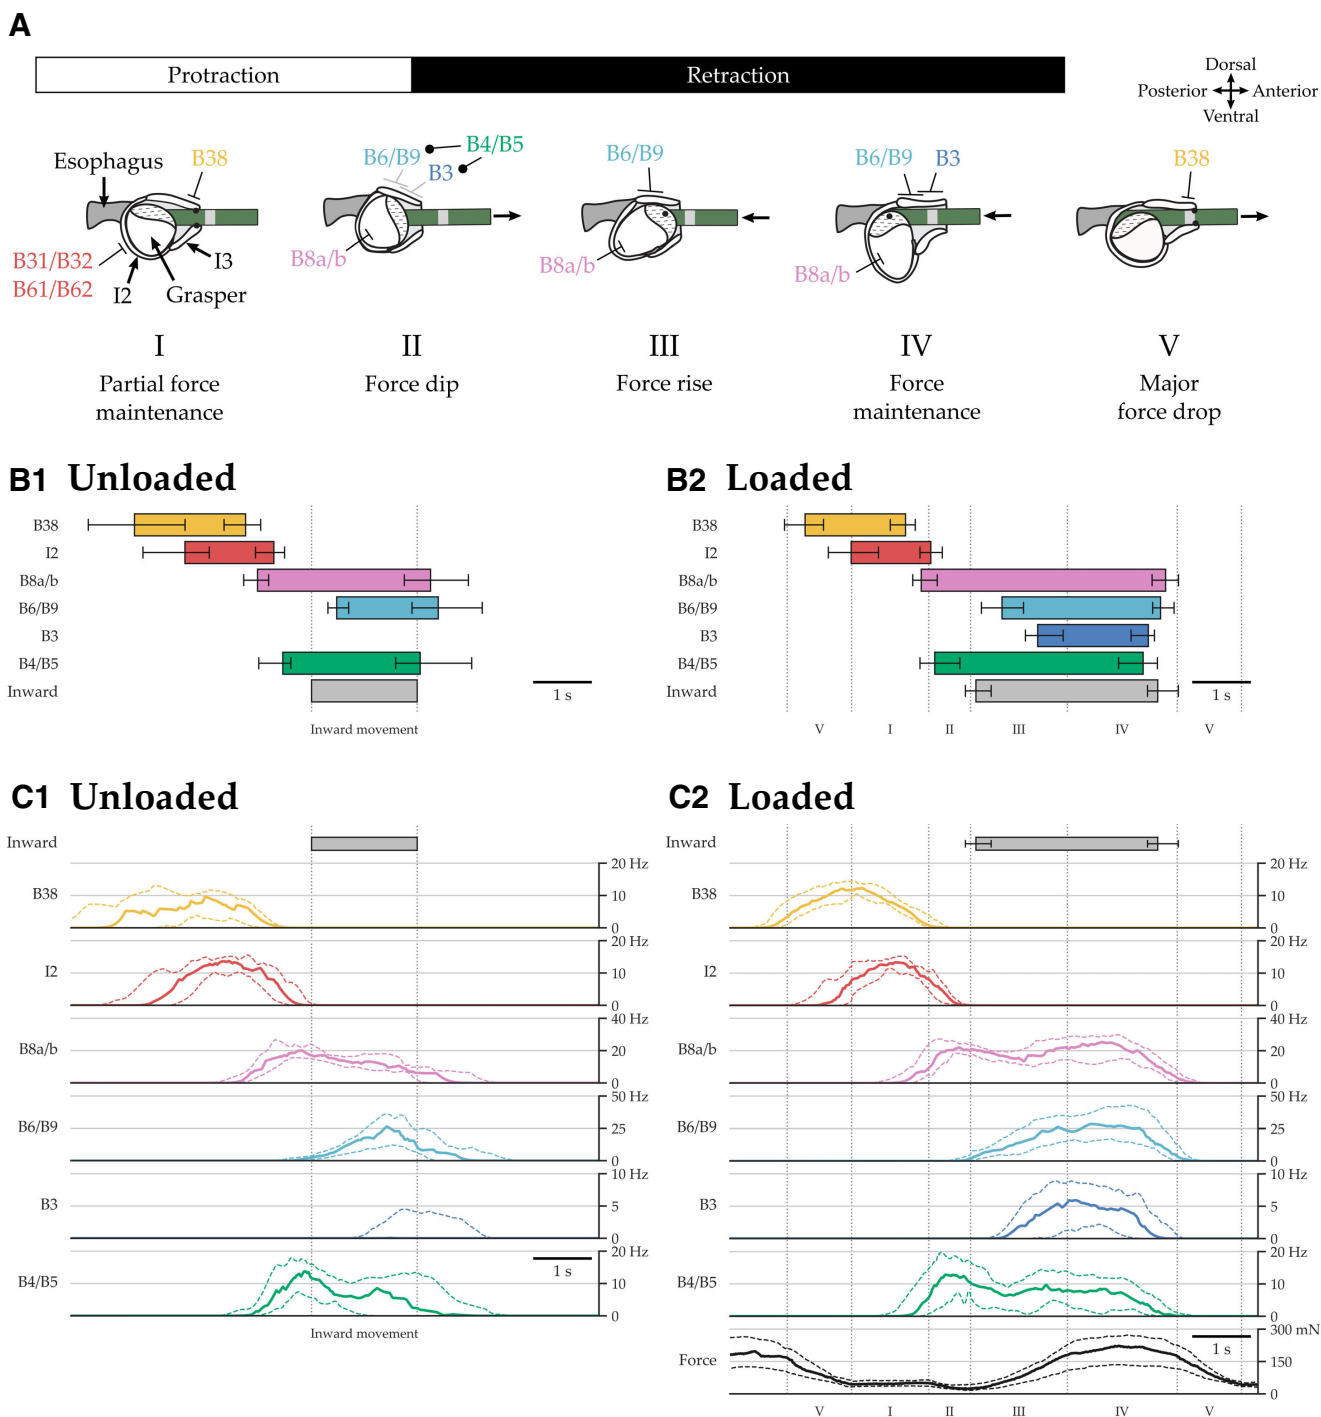 A
Protraction
Retraction
Dorsal
Posterior
Anterior
Ventral
Esophagus
B38
B31/B32
B61/B62
I2
I3
Grasper
B6/B9
B4/B5
B3
B8a/b
B6/B9
B8a/b
B6/B9
B3
B8a/b
B38
I
II
III
IV
V
Partial force
maintenance
Force dip
Force rise
Force
maintenance
Major
force drop
B1 Unloaded
B38
I2
B8a/b
B6/B9
B3
B4/B5
Inward
1 s
Inward movement
B2 Loaded
B38
I2
B8a/b
B6/B9
B3
B4/B5
Inward
1 s
V
I
II
III
IV
V
C1 Unloaded
Inward
B38
20 Hz
10
0
I2
20 Hz
10
0
B8a/b
40 Hz
20
0
B6/B9
50 Hz
25
0
B3
10 Hz
5
0
B4/B5
20 Hz
10
0
1 s
Inward movement
C2 Loaded
Inward
B38
20 Hz
10
0
I2
20 Hz
10
0
B8a/b
40 Hz
20
0
B6/B9
50 Hz
25
0
B3
10 Hz
5
0
B4/B5
20 Hz
10
0
Force
300 mN
150
0
1 s
V
I
II
III
IV
V